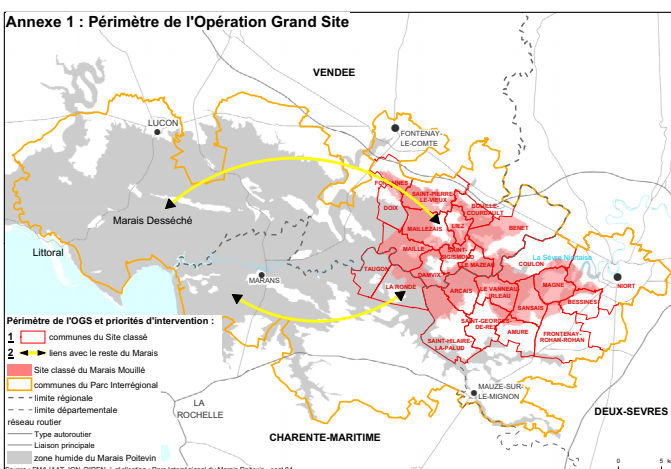 Annexe 1 : Périmètre de l'Opération Grand Site
VENDEE
LUCON
FONTENAY
-LE-COMTE
FONTAINES
SAINT-PIERRE
-LE-VIEUX
DOIX
BOUILLE-
COURDAULT
MAILLEZAIS
LIEZ
BENET
Marais Desséché
Littoral
MAILLE
SAINT-
SIGISMOND
LE MAZEAU
COULON
La Sèvre Niortaise
TAUGON
DAMVIX
MARANS
LA RONDE
ARCAIS
LE VANNEAU
-IRLEAU
MAGNE
NIORT
BESSINES
SANSAIS
SAINT-GEORGES-
DE-REX
AMURE
FRONTENAY-
ROHAN-ROHAN
SAINT-HILAIRE-
LA-PALUD
MAUZE-SUR-
LE-MIGNON
DEUX-SEVRES
LA
ROCHELLE
CHARENTE-MARITIME
Périmètre de l'OGS et priorités d'intervention :
1 communes du Site classé
2 liens avec le reste du Marais
Site classé du Marais Mouillé
communes du Parc Interrégional
limite régionale
limite départementale
réseau routier
Type autoroutier
Liaison principale
zone humide du Marais Poitevin
0 5 k